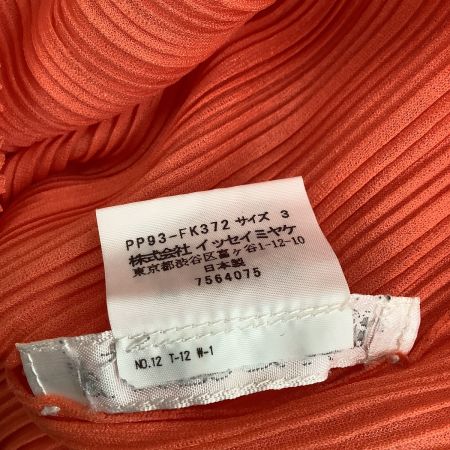 PP93-FK372 サイズ 3
株式会社 イッセイミヤケ
東京都渋谷区富ヶ谷1-12-10
日本製
7564075
NO.12 T-12 W-1